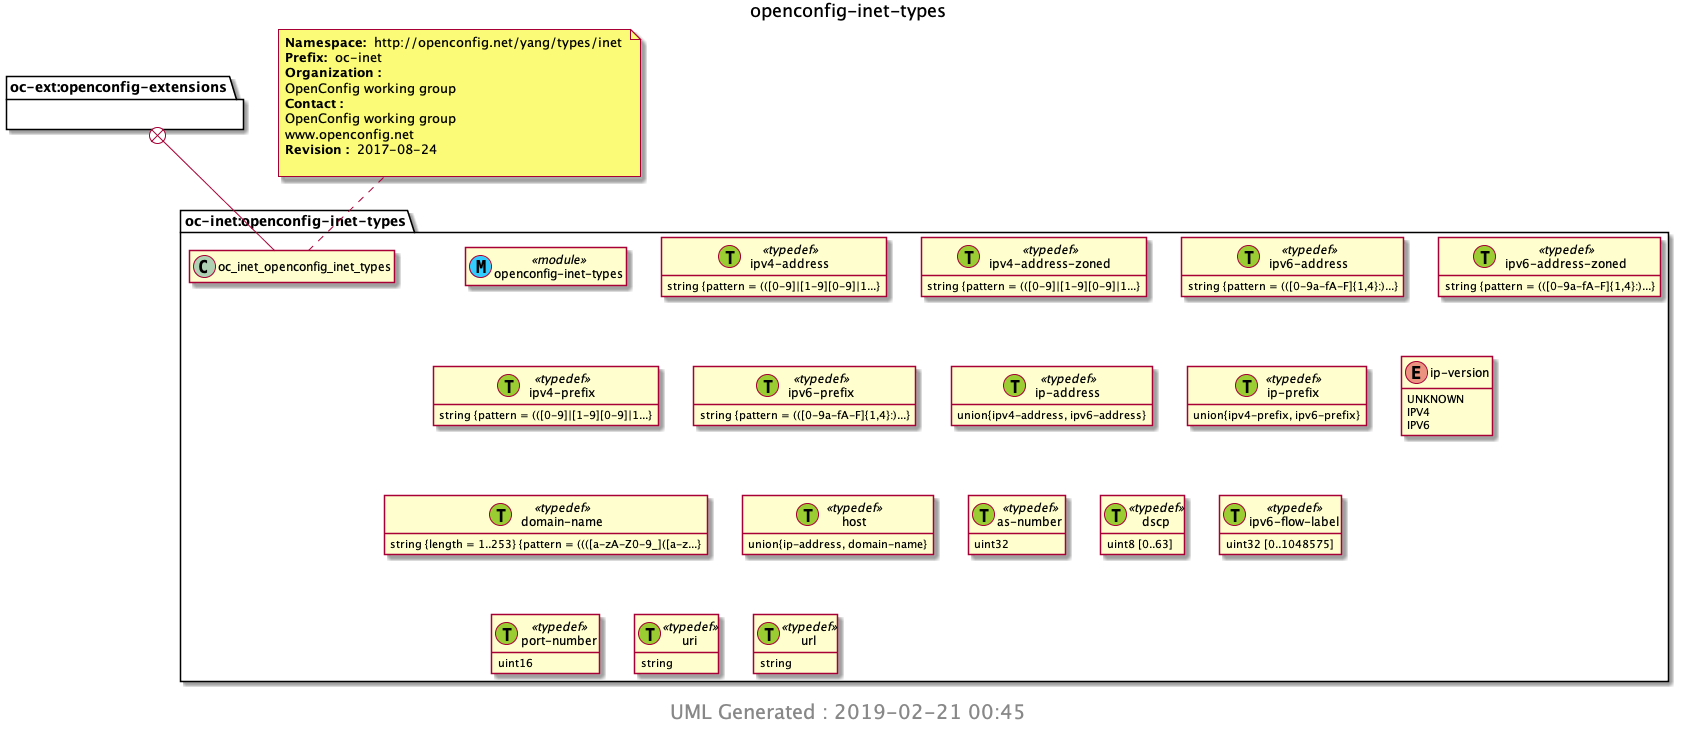 openconfig-inet-types
Namespace: http://openconfig.net/yang/types/inet
Prefix: oc-inet
Organization :
OpenConfig working group
Contact :
OpenConfig working group
www.openconfig.net
Revision : 2017-08-24
oc-ext:openconfig-extensions
oc-inet:openconfig-inet-types
C oc_inet_openconfig_inet_types
M «module»
openconfig-inet-types
T «typedef»
ipv4-address
string {pattern = (([0-9]|[1-9][0-9]|1...}
T «typedef»
ipv4-address-zoned
string {pattern = (([0-9]|[1-9][0-9]|1...}
T «typedef»
ipv6-address
string {pattern = (([0-9a-fA-F]{1,4}:)...}
T «typedef»
ipv6-address-zoned
string {pattern = (([0-9a-fA-F]{1,4}:)...}
T «typedef»
ipv4-prefix
string {pattern = (([0-9]|[1-9][0-9]|1...}
T «typedef»
ipv6-prefix
string {pattern = (([0-9a-fA-F]{1,4}:)...}
T «typedef»
ip-address
union{ipv4-address, ipv6-address}
T «typedef»
ip-prefix
union{ipv4-prefix, ipv6-prefix}
E ip-version
UNKNOWN
IPV4
IPV6
T «typedef»
domain-name
string {length = 1..253} {pattern = ((([a-zA-Z0-9_]([a-z...}
T «typedef»
host
union{ip-address, domain-name}
T «typedef»
as-number
uint32
T «typedef»
dscp
uint8 [0..63]
T «typedef»
ipv6-flow-label
uint32 [0..1048575]
T «typedef»
port-number
uint16
T «typedef»
uri
string
T «typedef»
url
string
UML Generated : 2019-02-21 00:45